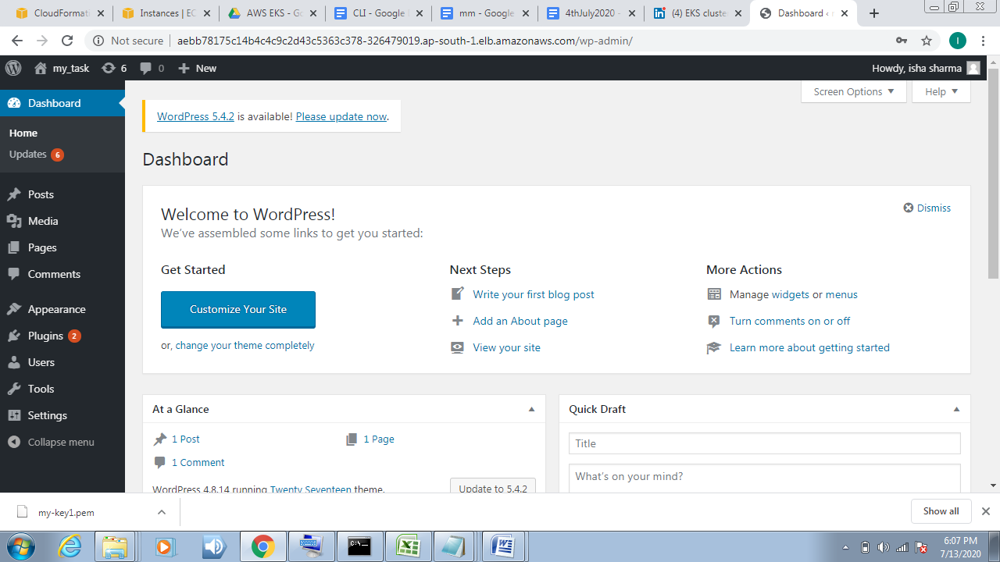 CloudFormati
Instances | EC
AWS EKS - Go
CLI - Google
mm - Google
4thJuly2020 -
(4) EKS cluste
Dashboard ‹
Not secure
aebb78175c14b4c4c9c2d43c5363c378-326479019.ap-south-1.elb.amazonaws.com/wp-admin/
I
my_task
6
0
New
Howdy, isha sharma
Dashboard
Home
Updates 6
Posts
Media
Pages
Comments
Appearance
Plugins 2
Users
Tools
Settings
Collapse menu
Screen Options
Help
WordPress 5.4.2 is available! Please update now.
Dashboard
Welcome to WordPress!
Dismiss
We've assembled some links to get you started:
Get Started
Customize Your Site
or, change your theme completely
Next Steps
Write your first blog post
Add an About page
View your site
More Actions
Manage widgets or menus
Turn comments on or off
Learn more about getting started
At a Glance
1 Post
1 Page
1 Comment
WordPress 4.8.14 running Twenty Seventeen theme.
Update to 5.4.2
Quick Draft
Title
What's on your mind?
my-key1.pem
Show all
6:07 PM
7/13/2020